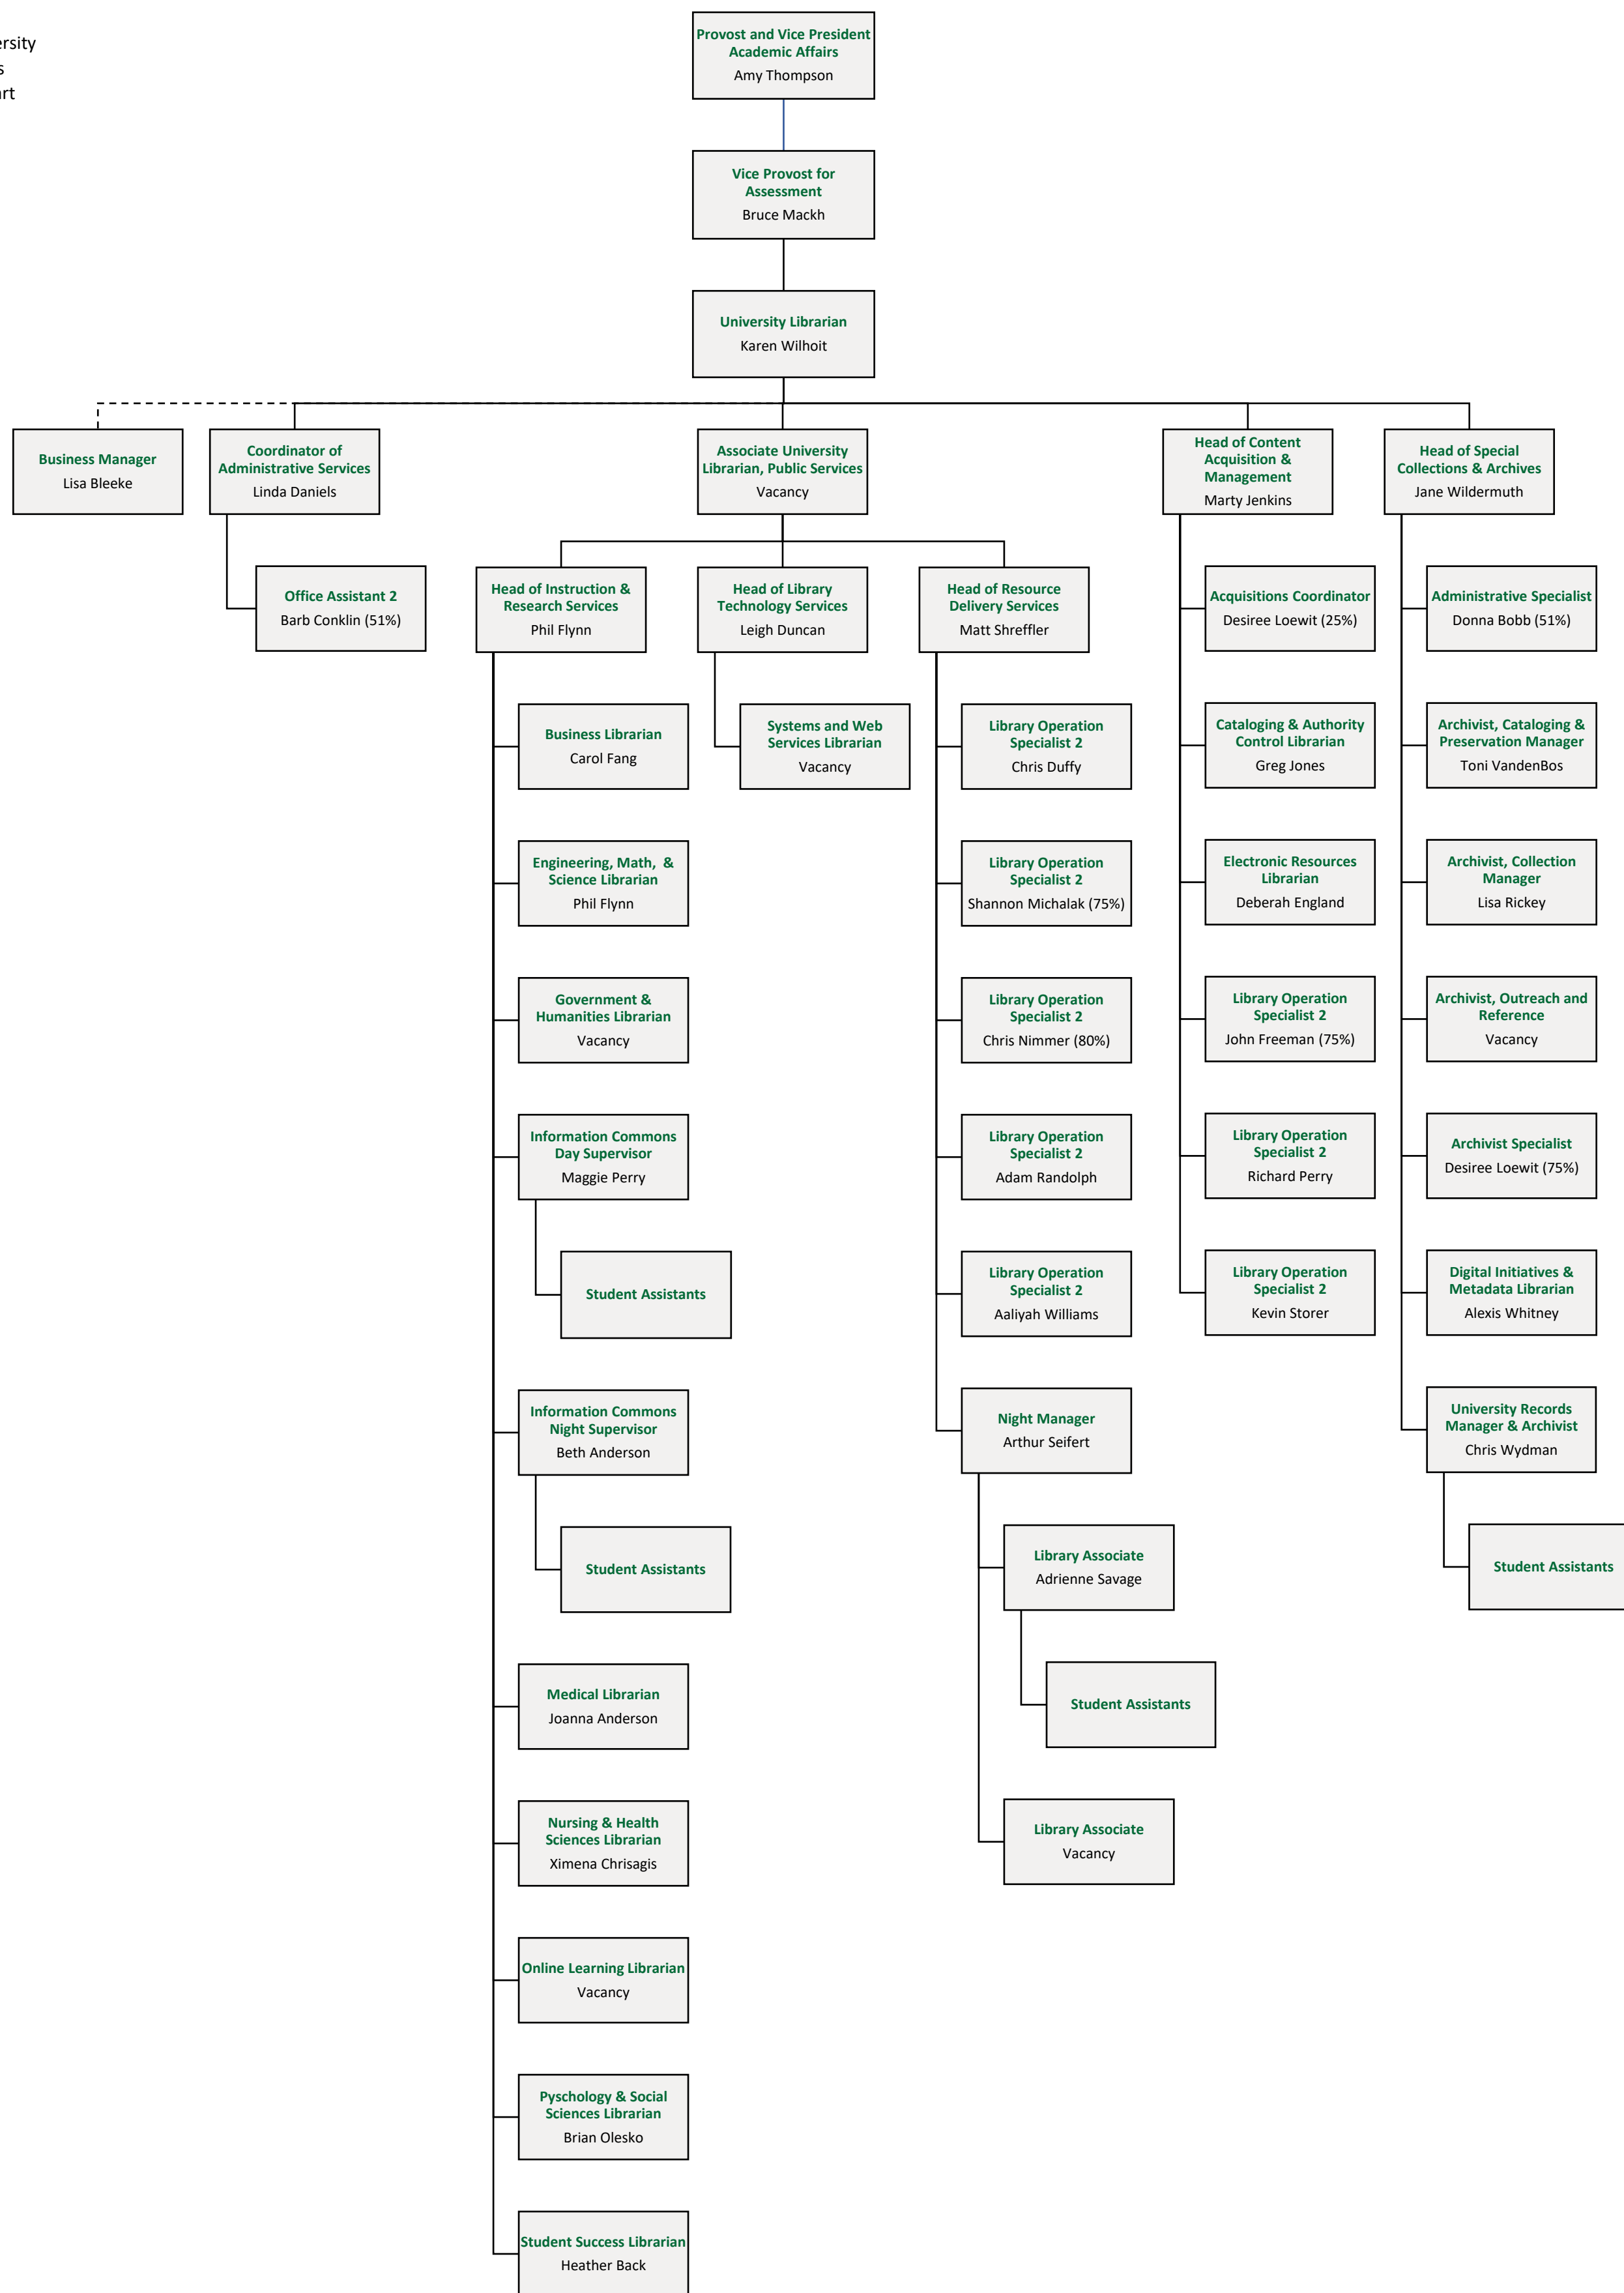 Provost and Vice President
Academic Affairs
Amy Thompson
Vice Provost for
Assessment
Bruce Mackh
University Librarian
Karen Wilhoit
Business Manager
Lisa Bleeke
Coordinator of
Administrative Services
Linda Daniels
Office Assistant 2
Barb Conklin (51%)
Associate University
Librarian, Public Services
Vacancy
Head of Instruction &
Research Services
Phil Flynn
Business Librarian
Carol Fang
Engineering, Math,  &
Science Librarian
Phil Flynn
Government &
Humanities Librarian
Vacancy
Information Commons
Day Supervisor
Maggie Perry
Student Assistants
Information Commons
Night Supervisor
Beth Anderson
Student Assistants
Medical Librarian
Joanna Anderson
Nursing & Health
Sciences Librarian
Ximena Chrisagis
Online Learning Librarian
Vacancy
Pyschology & Social
Sciences Librarian
Brian Olesko
Student Success Librarian
Heather Back
Head of Library
Technology Services
Leigh Duncan
Systems and Web
Services Librarian
Vacancy
Head of Resource
Delivery Services
Matt Shreffler
Library Operation
Specialist 2
Chris Duffy
Library Operation
Specialist 2
Shannon Michalak (75%)
Library Operation
Specialist 2
Chris Nimmer (80%)
Library Operation
Specialist 2
Adam Randolph
Library Operation
Specialist 2
Aaliyah Williams
Night Manager
Arthur Seifert
Library Associate
Adrienne Savage
Student Assistants
Library Associate
Vacancy
Head of Content
Acquisition &
Management
Marty Jenkins
Acquisitions Coordinator
Desiree Loewit (25%)
Cataloging & Authority
Control Librarian
Greg Jones
Electronic Resources
Librarian
Deberah England
Library Operation
Specialist 2
John Freeman (75%)
Library Operation
Specialist 2
Richard Perry
Library Operation
Specialist 2
Kevin Storer
Head of Special
Collections & Archives
Jane Wildermuth
Administrative Specialist
Donna Bobb (51%)
Archivist, Cataloging &
Preservation Manager
Toni VandenBos
Archivist, Collection
Manager
Lisa Rickey
Archivist, Outreach and
Reference
Vacancy
Archivist Specialist
Desiree Loewit (75%)
Digital Initiatives &
Metadata Librarian
Alexis Whitney
University Records
Manager & Archivist
Chris Wydman
Student Assistants